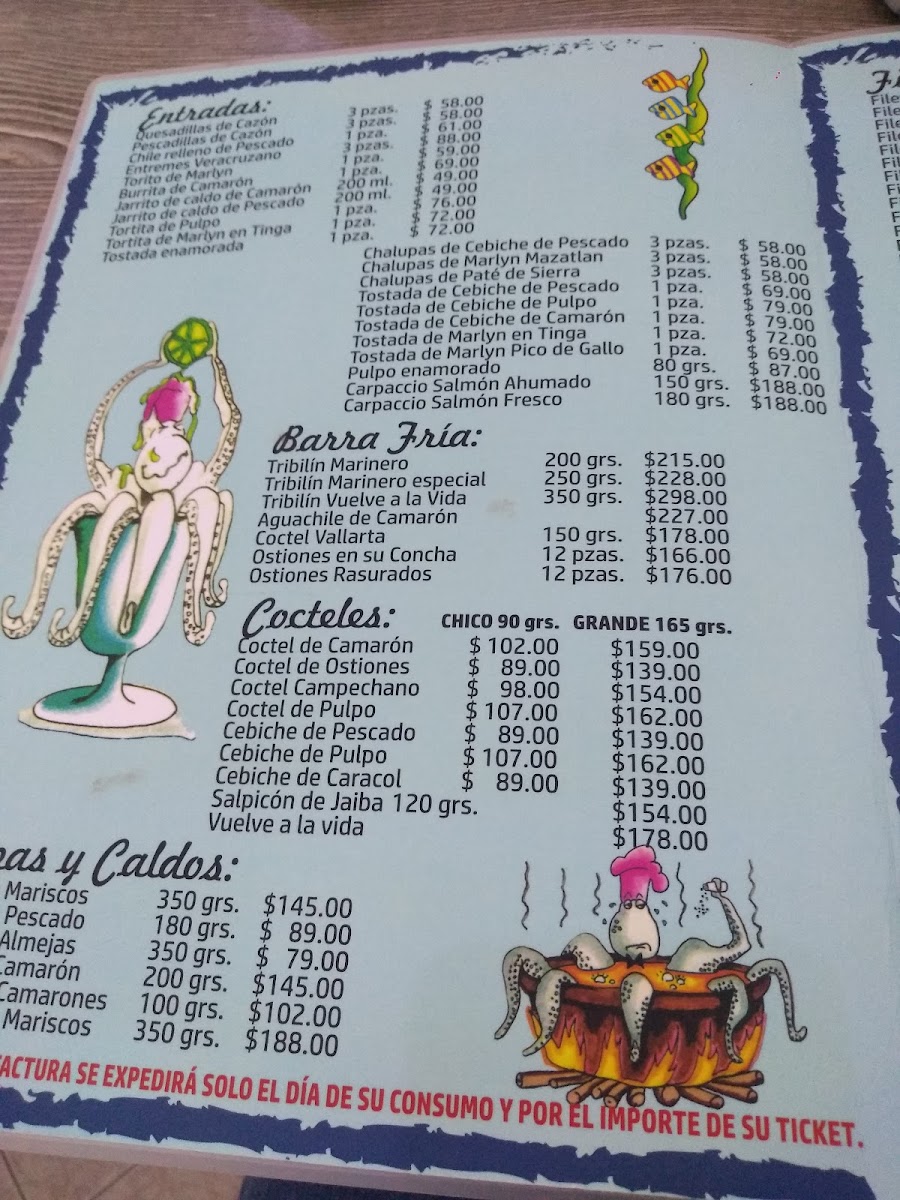 Entradas:
Quesadillas de Cazón 3 pzas. $ 58.00
Pescadillas de Cazón 3 pzas. $ 58.00
Chile relleno de Pescado 1 pza. $ 61.00
Entremes Veracruzano 3 pzas. $ 88.00
Torito de Marlyn 1 pza. $ 59.00
Burrita de Camarón 1 pza. $ 69.00
Jarrito de caldo de Camarón 200 ml. $ 49.00
Jarrito de caldo de Pescado 200 ml. $ 49.00
Tortita de Pulpo 1 pza. $ 76.00
Tortita de Marlyn en Tinga 1 pza. $ 72.00
Tostada enamorada 1 pza. $ 72.00
Chalupas de Cebiche de Pescado 3 pzas. $ 58.00
Chalupas de Marlyn Mazatlan 3 pzas. $ 58.00
Chalupas de Paté de Sierra 3 pzas. $ 58.00
Tostada de Cebiche de Pescado 1 pza. $ 69.00
Tostada de Cebiche de Pulpo 1 pza. $ 79.00
Tostada de Cebiche de Camarón 1 pza. $ 79.00
Tostada de Marlyn en Tinga 1 pza. $ 72.00
Tostada de Marlyn Pico de Gallo 1 pza. $ 69.00
Pulpo enamorado 80 grs. $ 87.00
Carpaccio Salmón Ahumado 150 grs. $188.00
Carpaccio Salmón Fresco 180 grs. $188.00
Barra Fría:
Tribilín Marinero 200 grs. $215.00
Tribilín Marinero especial 250 grs. $228.00
Tribilín Vuelve a la Vida 350 grs. $298.00
Aguachile de Camarón $227.00
Coctel Vallarta 150 grs. $178.00
Ostiones en su Concha 12 pzas. $166.00
Ostiones Rasurados 12 pzas. $176.00
Cocteles: CHICO 90 grs. GRANDE 165 grs.
Coctel de Camarón $ 102.00 $159.00
Coctel de Ostiones $ 89.00 $139.00
Coctel Campechano $ 98.00 $154.00
Coctel de Pulpo $ 107.00 $162.00
Cebiche de Pescado $ 89.00 $139.00
Cebiche de Pulpo $ 107.00 $162.00
Cebiche de Caracol $ 89.00 $139.00
Salpicón de Jaiba 120 grs. $154.00
Vuelve a la vida $178.00
y Caldos:
Mariscos 350 grs. $145.00
Pescado 180 grs. $ 89.00
Almejas 350 grs. $ 79.00
Camarón 200 grs. $145.00
Camarones 100 grs. $102.00
Mariscos 350 grs. $188.00
FACTURA SE EXPEDIRÁ SOLO EL DÍA DE SU CONSUMO Y POR EL IMPORTE DE SU TICKET.